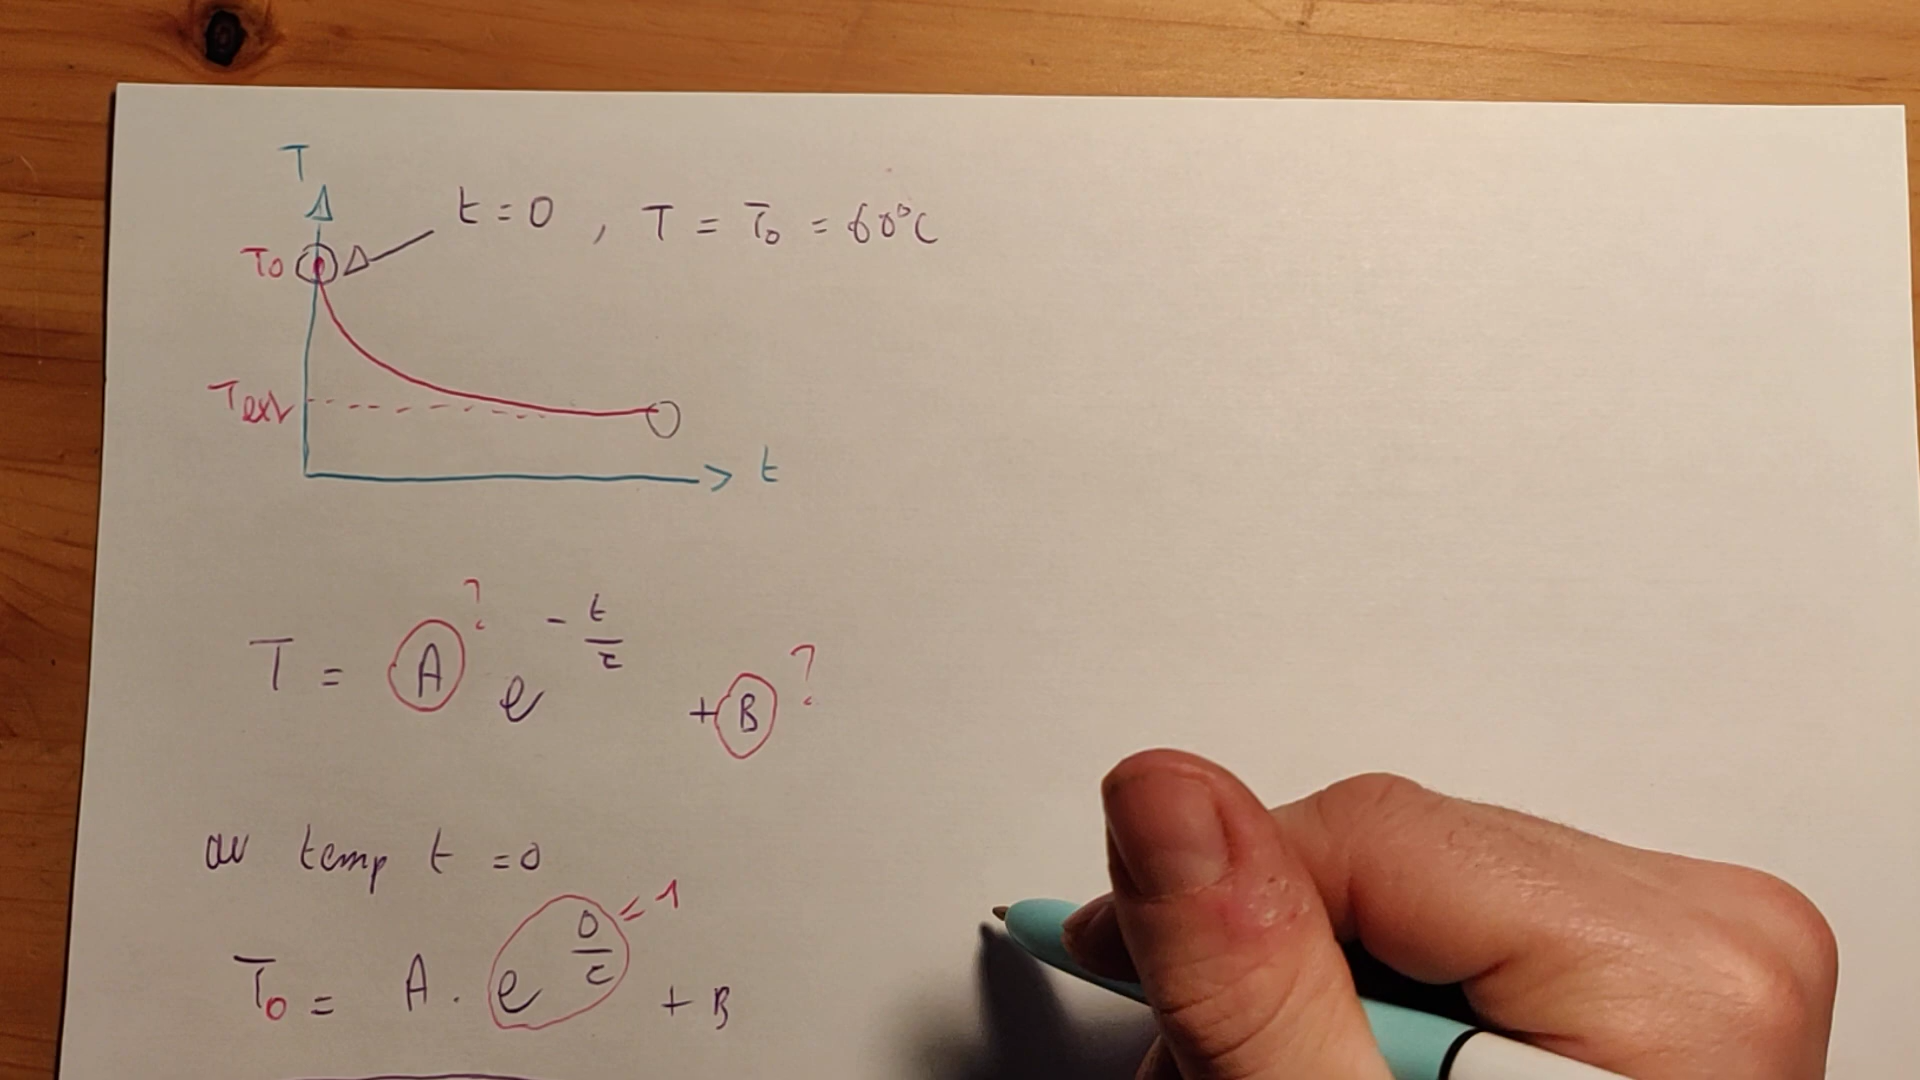 T
t = 0 , T = T₀ = 60°C
T₀
Text
t
T = A? e^(-t/τ) + B?
au temp t = 0
T₀ = A . e^(0/τ) + B
= 1